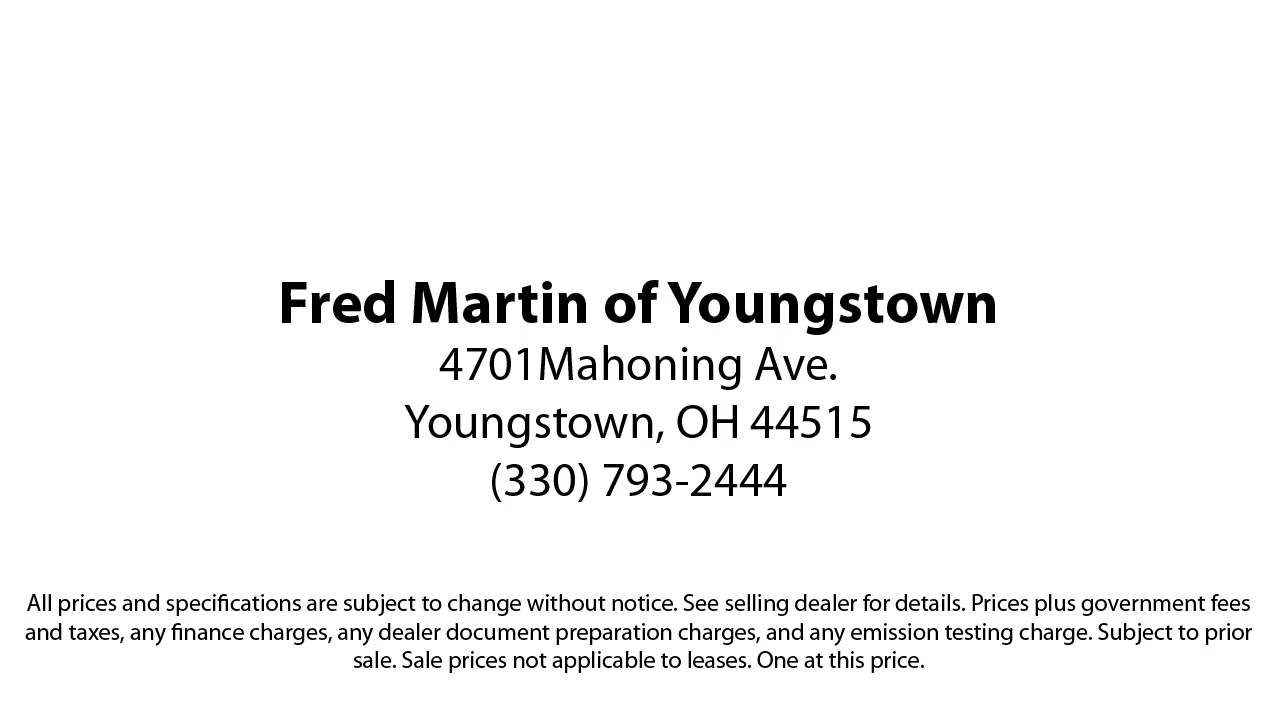 Fred Martin of Youngstown
4701Mahoning Ave.
Youngstown, OH 44515
(330) 793-2444
All prices and specifications are subject to change without notice. See selling dealer for details. Prices plus government fees
and taxes, any finance charges, any dealer document preparation charges, and any emission testing charge. Subject to prior
sale. Sale prices not applicable to leases. One at this price.